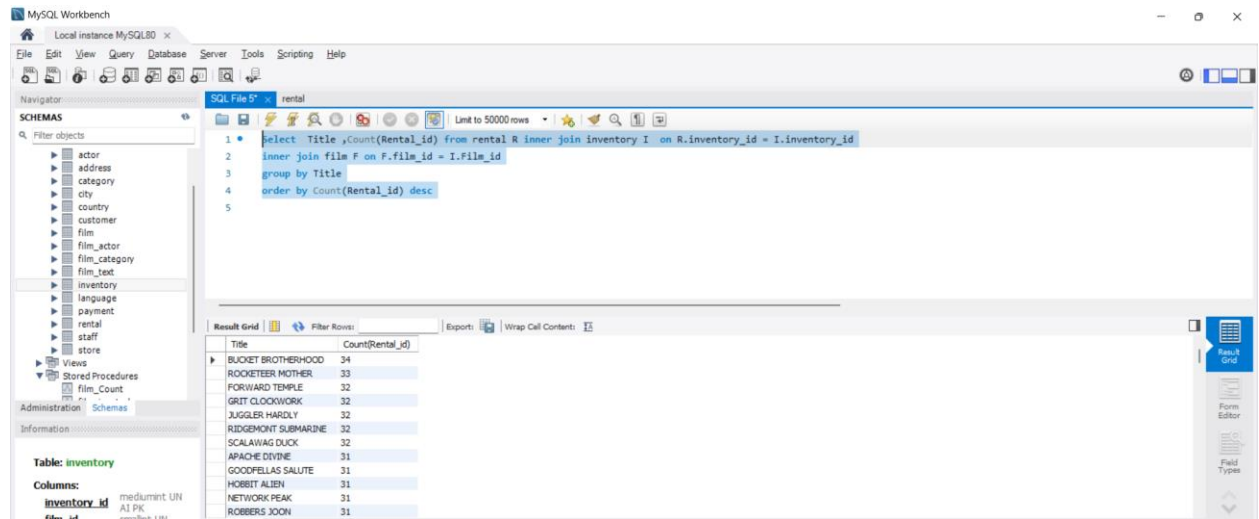 MySQL Workbench
Local instance MySQL80 ×
File Edit View Query Database Server Tools Scripting Help
Navigator
SCHEMAS
Filter objects
actor
address
category
city
country
customer
film
film_actor
film_category
film_text
inventory
language
payment
rental
staff
store
Views
Stored Procedures
film_Count
Administration Schemas
Information
Table: inventory
Columns:
inventory_id mediumint UN AI PK
SQL File 5* × rental
Limit to 50000 rows
1 Select Title ,Count(Rental_id) from rental R inner join inventory I on R.inventory_id = I.inventory_id
2 inner join film F on F.film_id = I.Film_id
3 group by Title
4 order by Count(Rental_id) desc
5
Result Grid Filter Rows: Export: Wrap Cell Content:
Title Count(Rental_id)
BUCKET BROTHERHOOD 34
ROCKETEER MOTHER 33
FORWARD TEMPLE 32
GRIT CLOCKWORK 32
JUGGLER HARDLY 32
RIDGEMONT SUBMARINE 32
SCALAWAG DUCK 32
APACHE DIVINE 31
GOODFELLAS SALUTE 31
HOBBIT ALIEN 31
NETWORK PEAK 31
ROBBERS JOON 31
Result Grid
Form Editor
Field Types